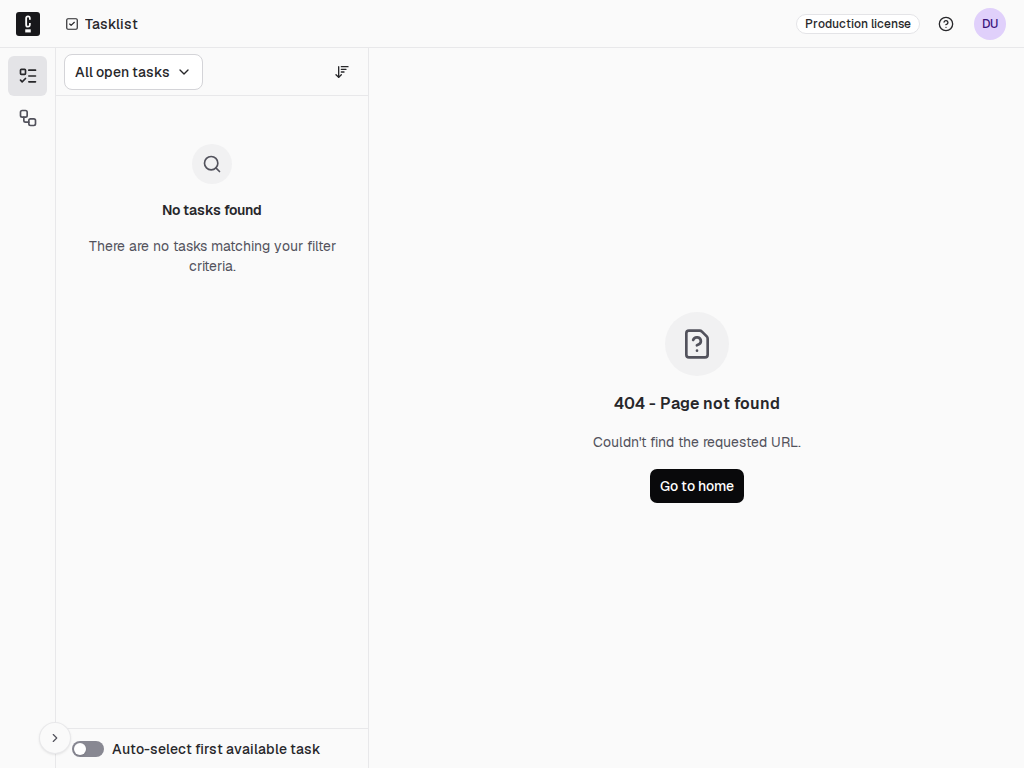 Tasklist
Production license
DU
All open tasks
No tasks found
There are no tasks matching your filter
criteria.
404 - Page not found
Couldn't find the requested URL.
Go to home
Auto-select first available task